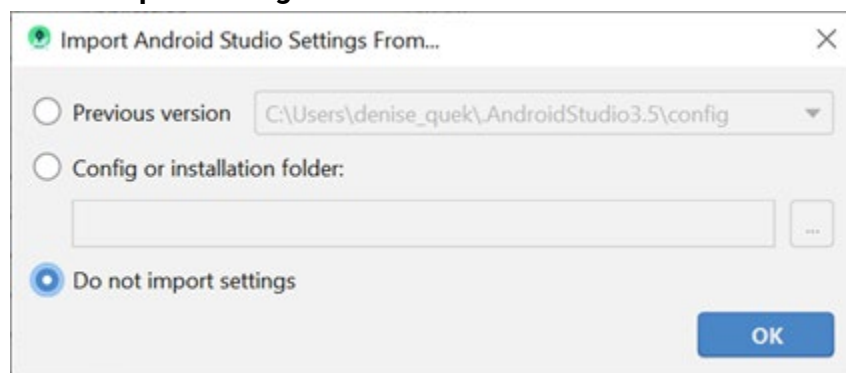 Import Android Studio Settings From...
Previous version C:\Users\denise_quek\.AndroidStudio3.5\config
Config or installation folder:
...
Do not import settings
OK